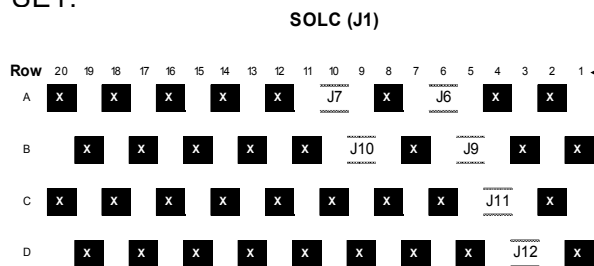 SET.
SOLC (J1)
Row 20 19 18 17 16 15 14 13 12 11 10 9 8 7 6 5 4 3 2 1
A X X X X X J7 X J6 X X
B X X X X X J10 X J9 X X
C X X X X X X X X J11 X
D X X X X X X X X J12 X